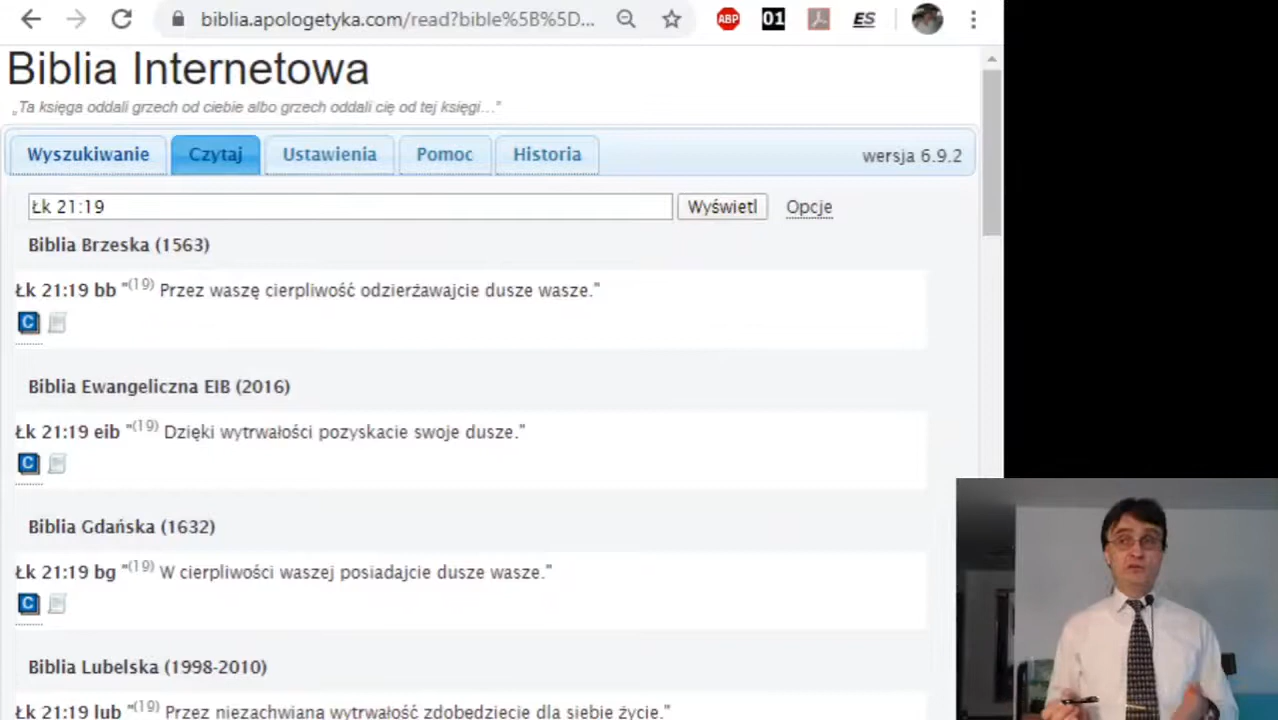 biblia.apologetyka.com/read?bible%5B%5D...
ABP
01
ES
Biblia Internetowa
„Ta księga oddali grzech od ciebie albo grzech oddali cię od tej księgi…"
Wyszukiwanie Czytaj Ustawienia Pomoc Historia wersja 6.9.2
Łk 21:19 Wyświetl Opcje
Biblia Brzeska (1563)
Łk 21:19 bb "(19) Przez waszę cierpliwość odzierżawajcie dusze wasze."
C
Biblia Ewangeliczna EIB (2016)
Łk 21:19 eib "(19) Dzięki wytrwałości pozyskacie swoje dusze."
C
Biblia Gdańska (1632)
Łk 21:19 bg "(19) W cierpliwości waszej posiadajcie dusze wasze."
C
Biblia Lubelska (1998-2010)
Łk 21:19 lub "(19) Przez niezachwianą wytrwałość zdobędziecie dla siebie życie."